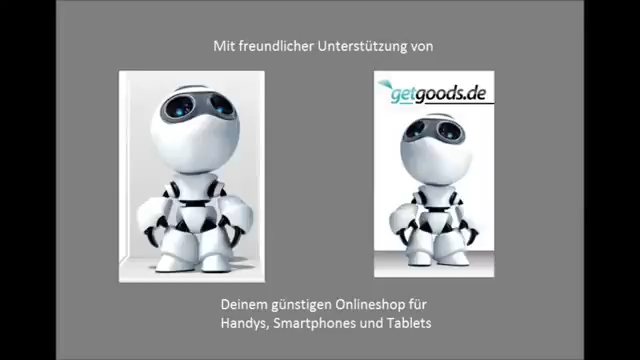 Mit freundlicher Unterstützung von
getgoods.de
Deinem günstigen Onlineshop für
Handys, Smartphones und Tablets